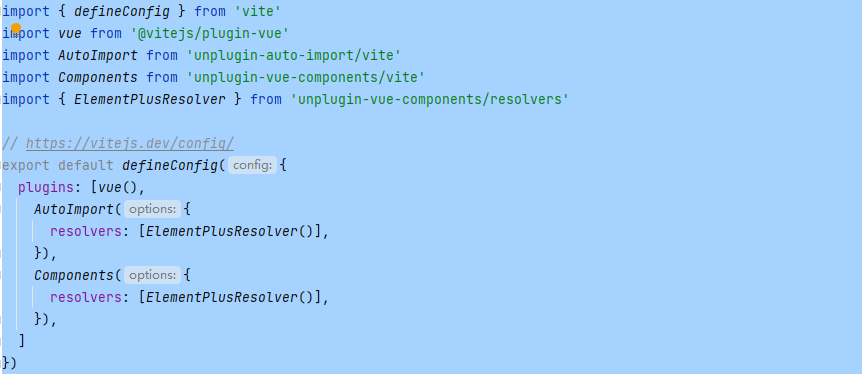 import { defineConfig } from 'vite'
import vue from '@vitejs/plugin-vue'
import AutoImport from 'unplugin-auto-import/vite'
import Components from 'unplugin-vue-components/vite'
import { ElementPlusResolver } from 'unplugin-vue-components/resolvers'
// https://vitejs.dev/config/
export default defineConfig( config: {
  plugins: [vue(),
    AutoImport( options: {
      resolvers: [ElementPlusResolver()],
    }),
    Components( options: {
      resolvers: [ElementPlusResolver()],
    }),
  ]
})